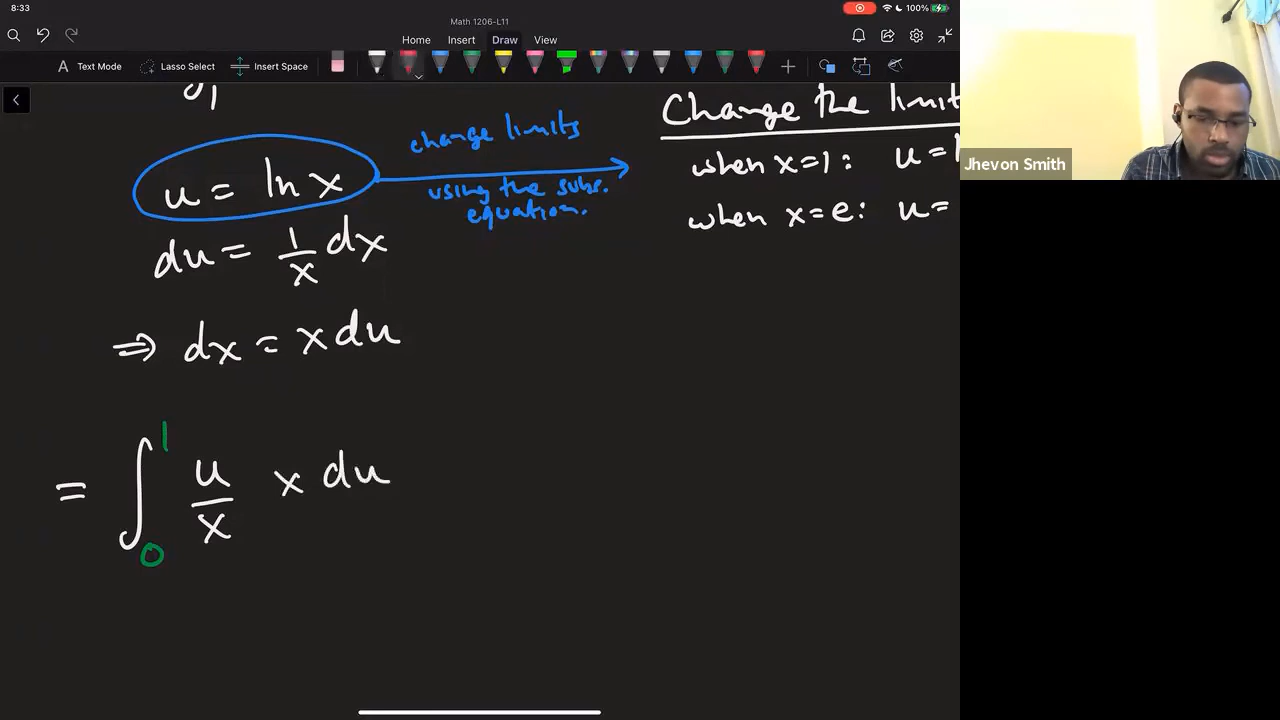 8:33
100%
Math 1206-L11
Home Insert Draw View
Text Mode Lasso Select Insert Space
Change the limit
change limits
u = ln x
when x=1: u = l
using the subs.
equation.
when x=e: u =
du = 1/x dx
Jhevon Smith
⇒ dx = x du
= ∫₀¹ u/x x du